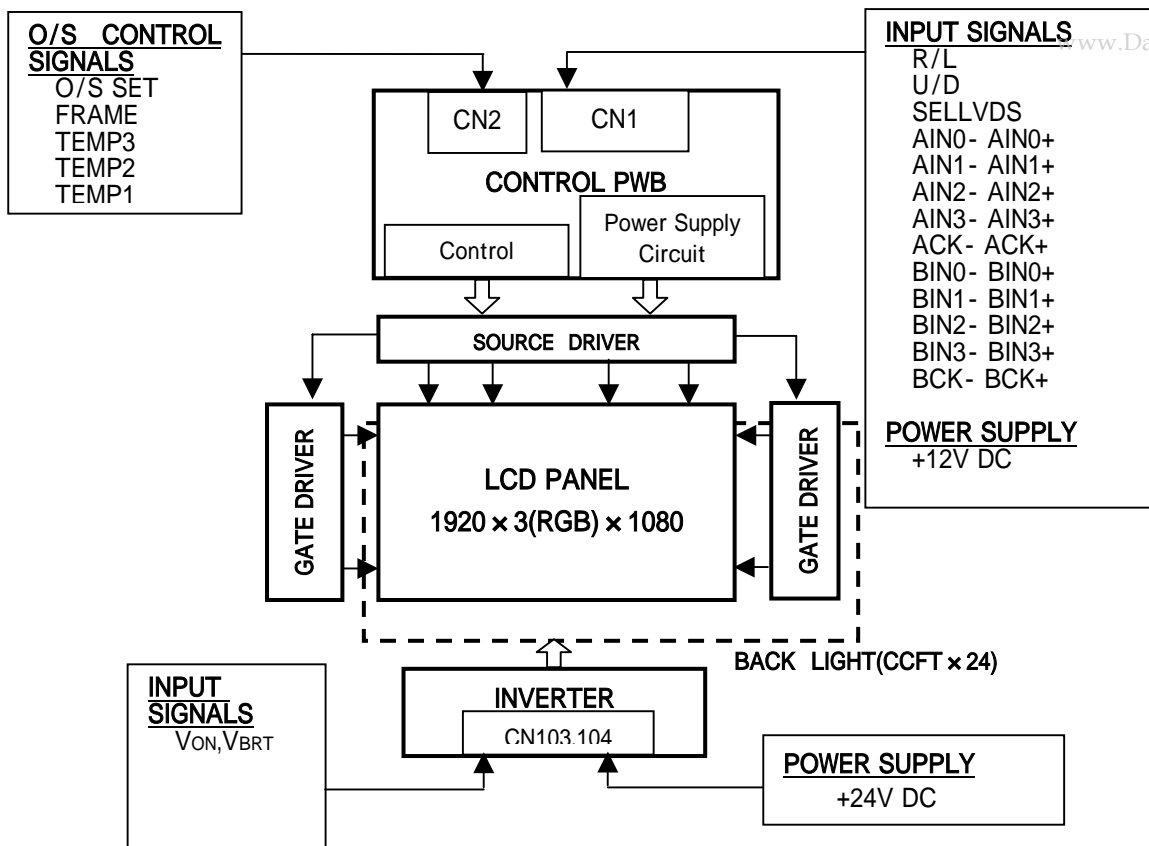 O/S CONTROL
SIGNALS
O/S SET
FRAME
TEMP3
TEMP2
TEMP1
CN2
CN1
CONTROL PWB
Control
Power Supply
Circuit
INPUT SIGNALS
www.Da
R/L
U/D
SELLVDS
AIN0- AIN0+
AIN1- AIN1+
AIN2- AIN2+
AIN3- AIN3+
ACK- ACK+
BIN0- BIN0+
BIN1- BIN1+
BIN2- BIN2+
BIN3- BIN3+
BCK- BCK+
POWER SUPPLY
+12V DC
SOURCE DRIVER
GATE DRIVER
LCD PANEL
1920 × 3(RGB) × 1080
GATE DRIVER
BACK LIGHT(CCFT × 24)
INPUT
SIGNALS
VON,VBRT
INVERTER
CN103,104
POWER SUPPLY
+24V DC